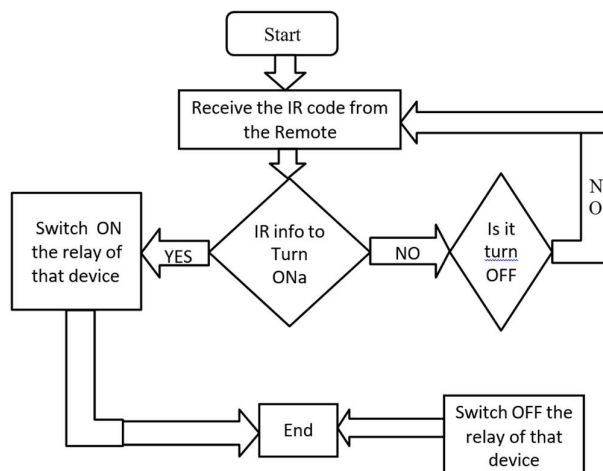 Start
Receive the IR code from
the Remote
Switch ON
the relay of
that device
YES
IR info to
Turn
ONa
NO
Is it
turn
OFF
N
O
End
Switch OFF the
relay of that
device